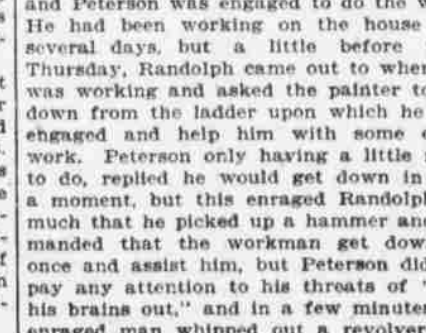 and Peterson was engaged to do the
He had been working on the house
several days, but a little before
Thursday, Randolph came out to wher
was working and asked the painter to
down from the ladder upon which he
engaged and help him with some
work. Peterson only having a little
to do, replied he would get down in
a moment, but this enraged Randolph
much that he picked up a hammer and
manded that the workman get dow
once and assist him, but Peterson did
pay any attention to his threats of "
his brains out," and in a few minute
enraged man whipped out a revolver